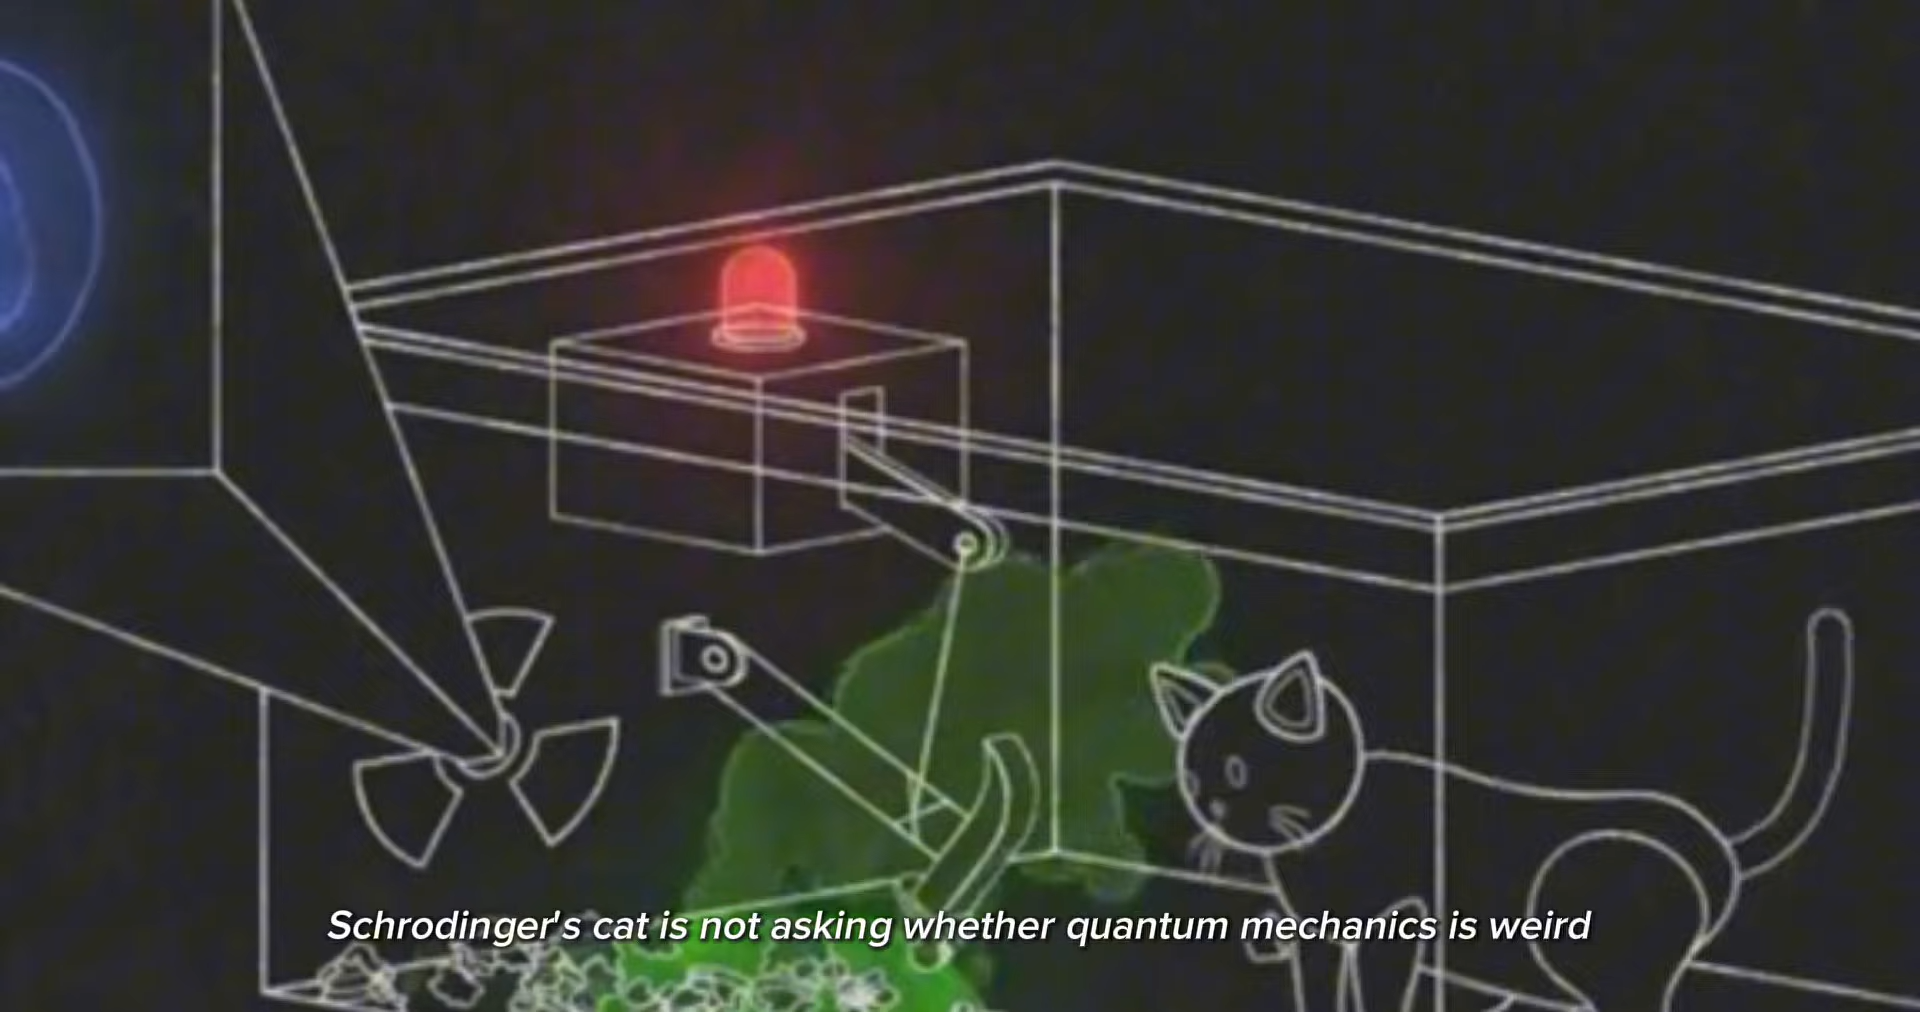 Schrodinger's cat is not asking whether quantum mechanics is weird